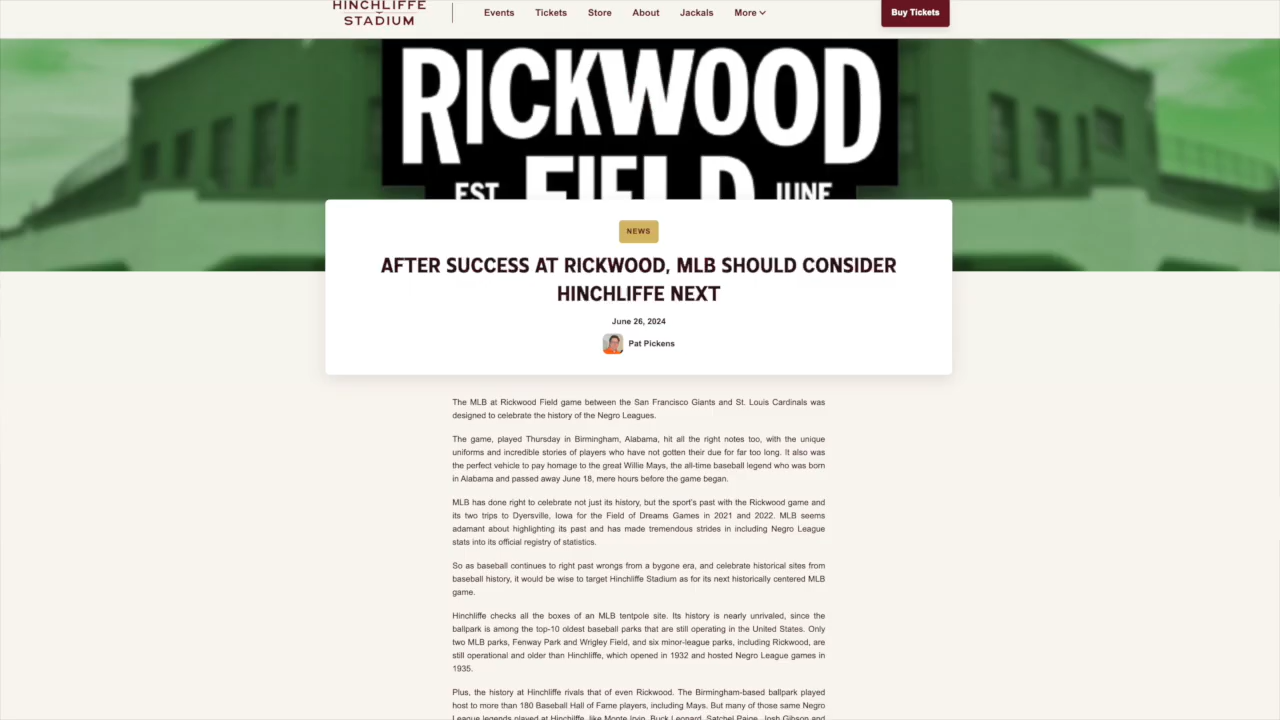 HINCHLIFFE
STADIUM
Events Tickets Store About Jackals More Buy Tickets
RICKWOOD
FIELD
EST JUNE
NEWS
AFTER SUCCESS AT RICKWOOD, MLB SHOULD CONSIDER
HINCHLIFFE NEXT
June 26, 2024
Pat Pickens
The MLB at Rickwood Field game between the San Francisco Giants and St. Louis Cardinals was
designed to celebrate the history of the Negro Leagues.
The game, played Thursday in Birmingham, Alabama, hit all the right notes too, with the unique
uniforms and incredible stories of players who have not gotten their due for far too long. It also was
the perfect vehicle to pay homage to the great Willie Mays, the all-time baseball legend who was born
in Alabama and passed away June 18, mere hours before the game began.
MLB has done right to celebrate not just its history, but the sport's past with the Rickwood game and
its two trips to Dyersville, Iowa for the Field of Dreams Games in 2021 and 2022. MLB seems
adamant about highlighting its past and has made tremendous strides in including Negro League
stats into its official registry of statistics.
So as baseball continues to right past wrongs from a bygone era, and celebrate historical sites from
baseball history, it would be wise to target Hinchliffe Stadium as for its next historically centered MLB
game.
Hinchliffe checks all the boxes of an MLB tentpole site. Its history is nearly unrivaled, since the
ballpark is among the top-10 oldest baseball parks that are still operating in the United States. Only
two MLB parks, Fenway Park and Wrigley Field, and six minor-league parks, including Rickwood, are
still operational and older than Hinchliffe, which opened in 1932 and hosted Negro League games in
1935.
Plus, the history at Hinchliffe rivals that of even Rickwood. The Birmingham-based ballpark played
host to more than 180 Baseball Hall of Fame players, including Mays. But many of those same Negro
League legends played at Hinchliffe, like Monte Irvin, Buck Leonard, Satchel Paige, Josh Gibson and